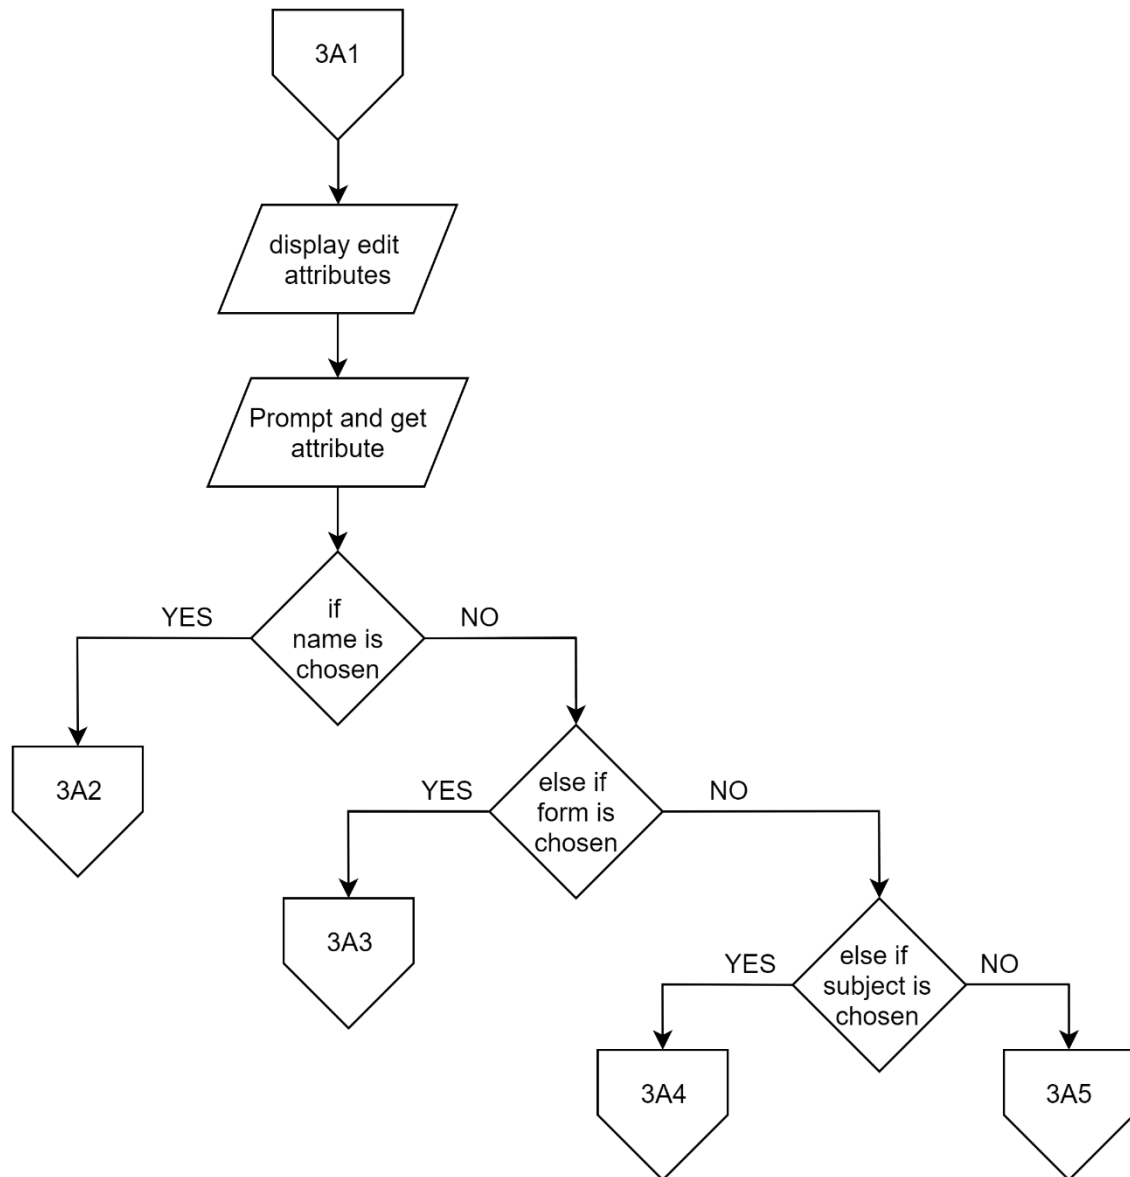 3A1
display edit
attributes
Prompt and get
attribute
YES
if
name is
chosen
NO
3A2
YES
else if
form is
chosen
NO
3A3
YES
else if
subject is
chosen
NO
3A4
3A5